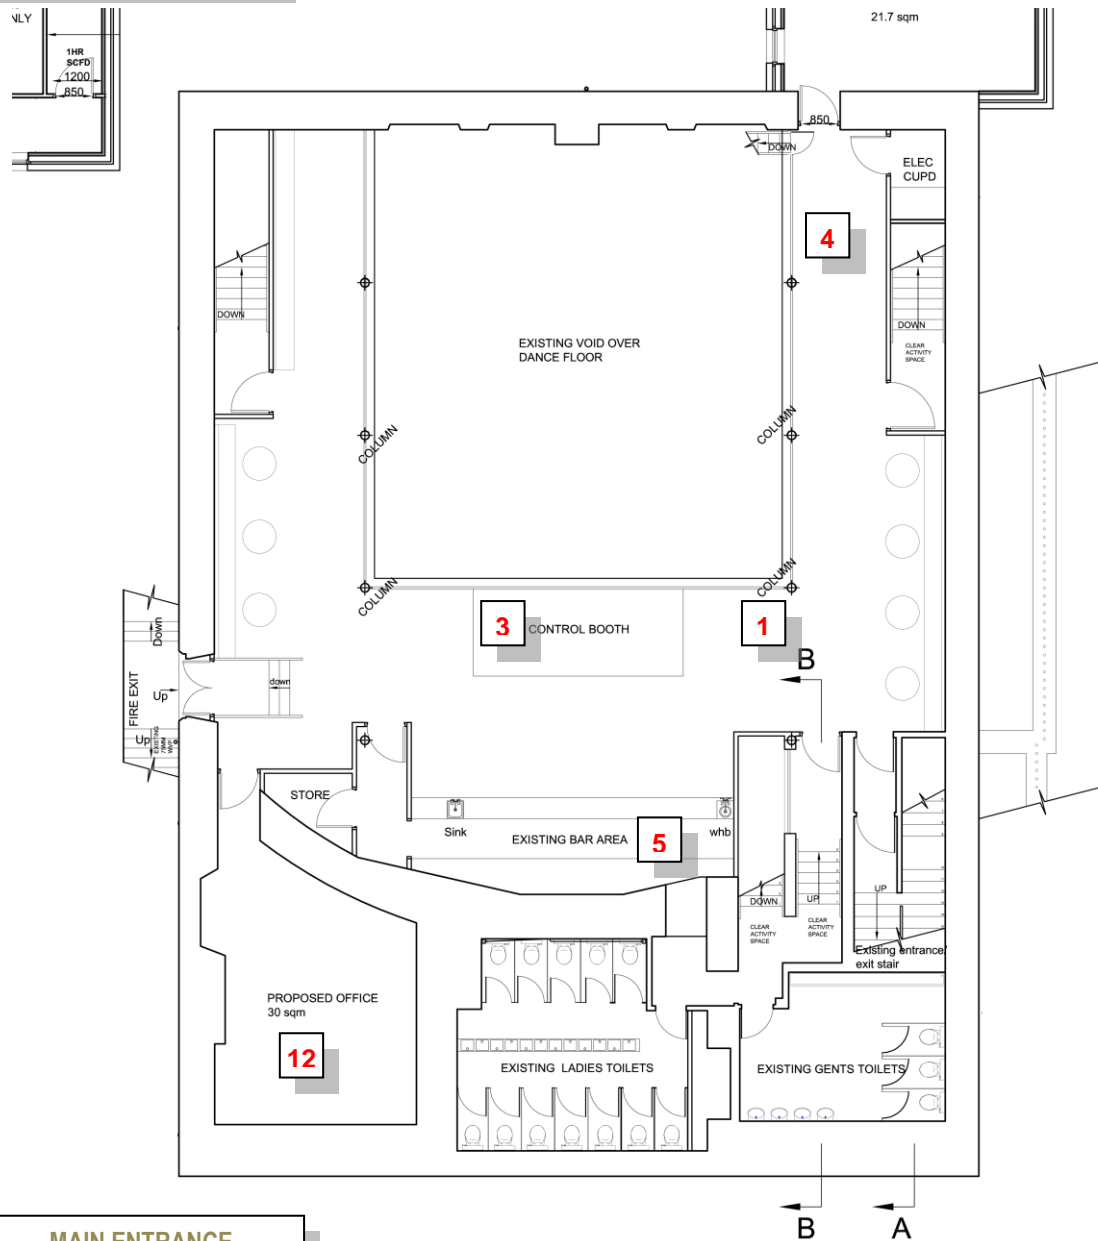 NLY
21.7 sqm
1HR
SCFD
1200
850
850
DOWN
ELEC
CUPD
4
DOWN
DOWN
CLEAR
ACTIVITY
SPACE
EXISTING VOID OVER
DANCE FLOOR
COLUMN
COLUMN
COLUMN
COLUMN
3
CONTROL BOOTH
1
B
Down
FIRE EXIT
Up
down
Up
EXISTING
STORE
Sink
whb
EXISTING BAR AREA
5
DOWN
UP
UP
CLEAR
ACTIVITY
SPACE
CLEAR
ACTIVITY
SPACE
Existing entrance/
exit stair
PROPOSED OFFICE
30 sqm
12
EXISTING LADIES TOILETS
EXISTING GENTS TOILETS
B
A
MAIN ENTRANCE